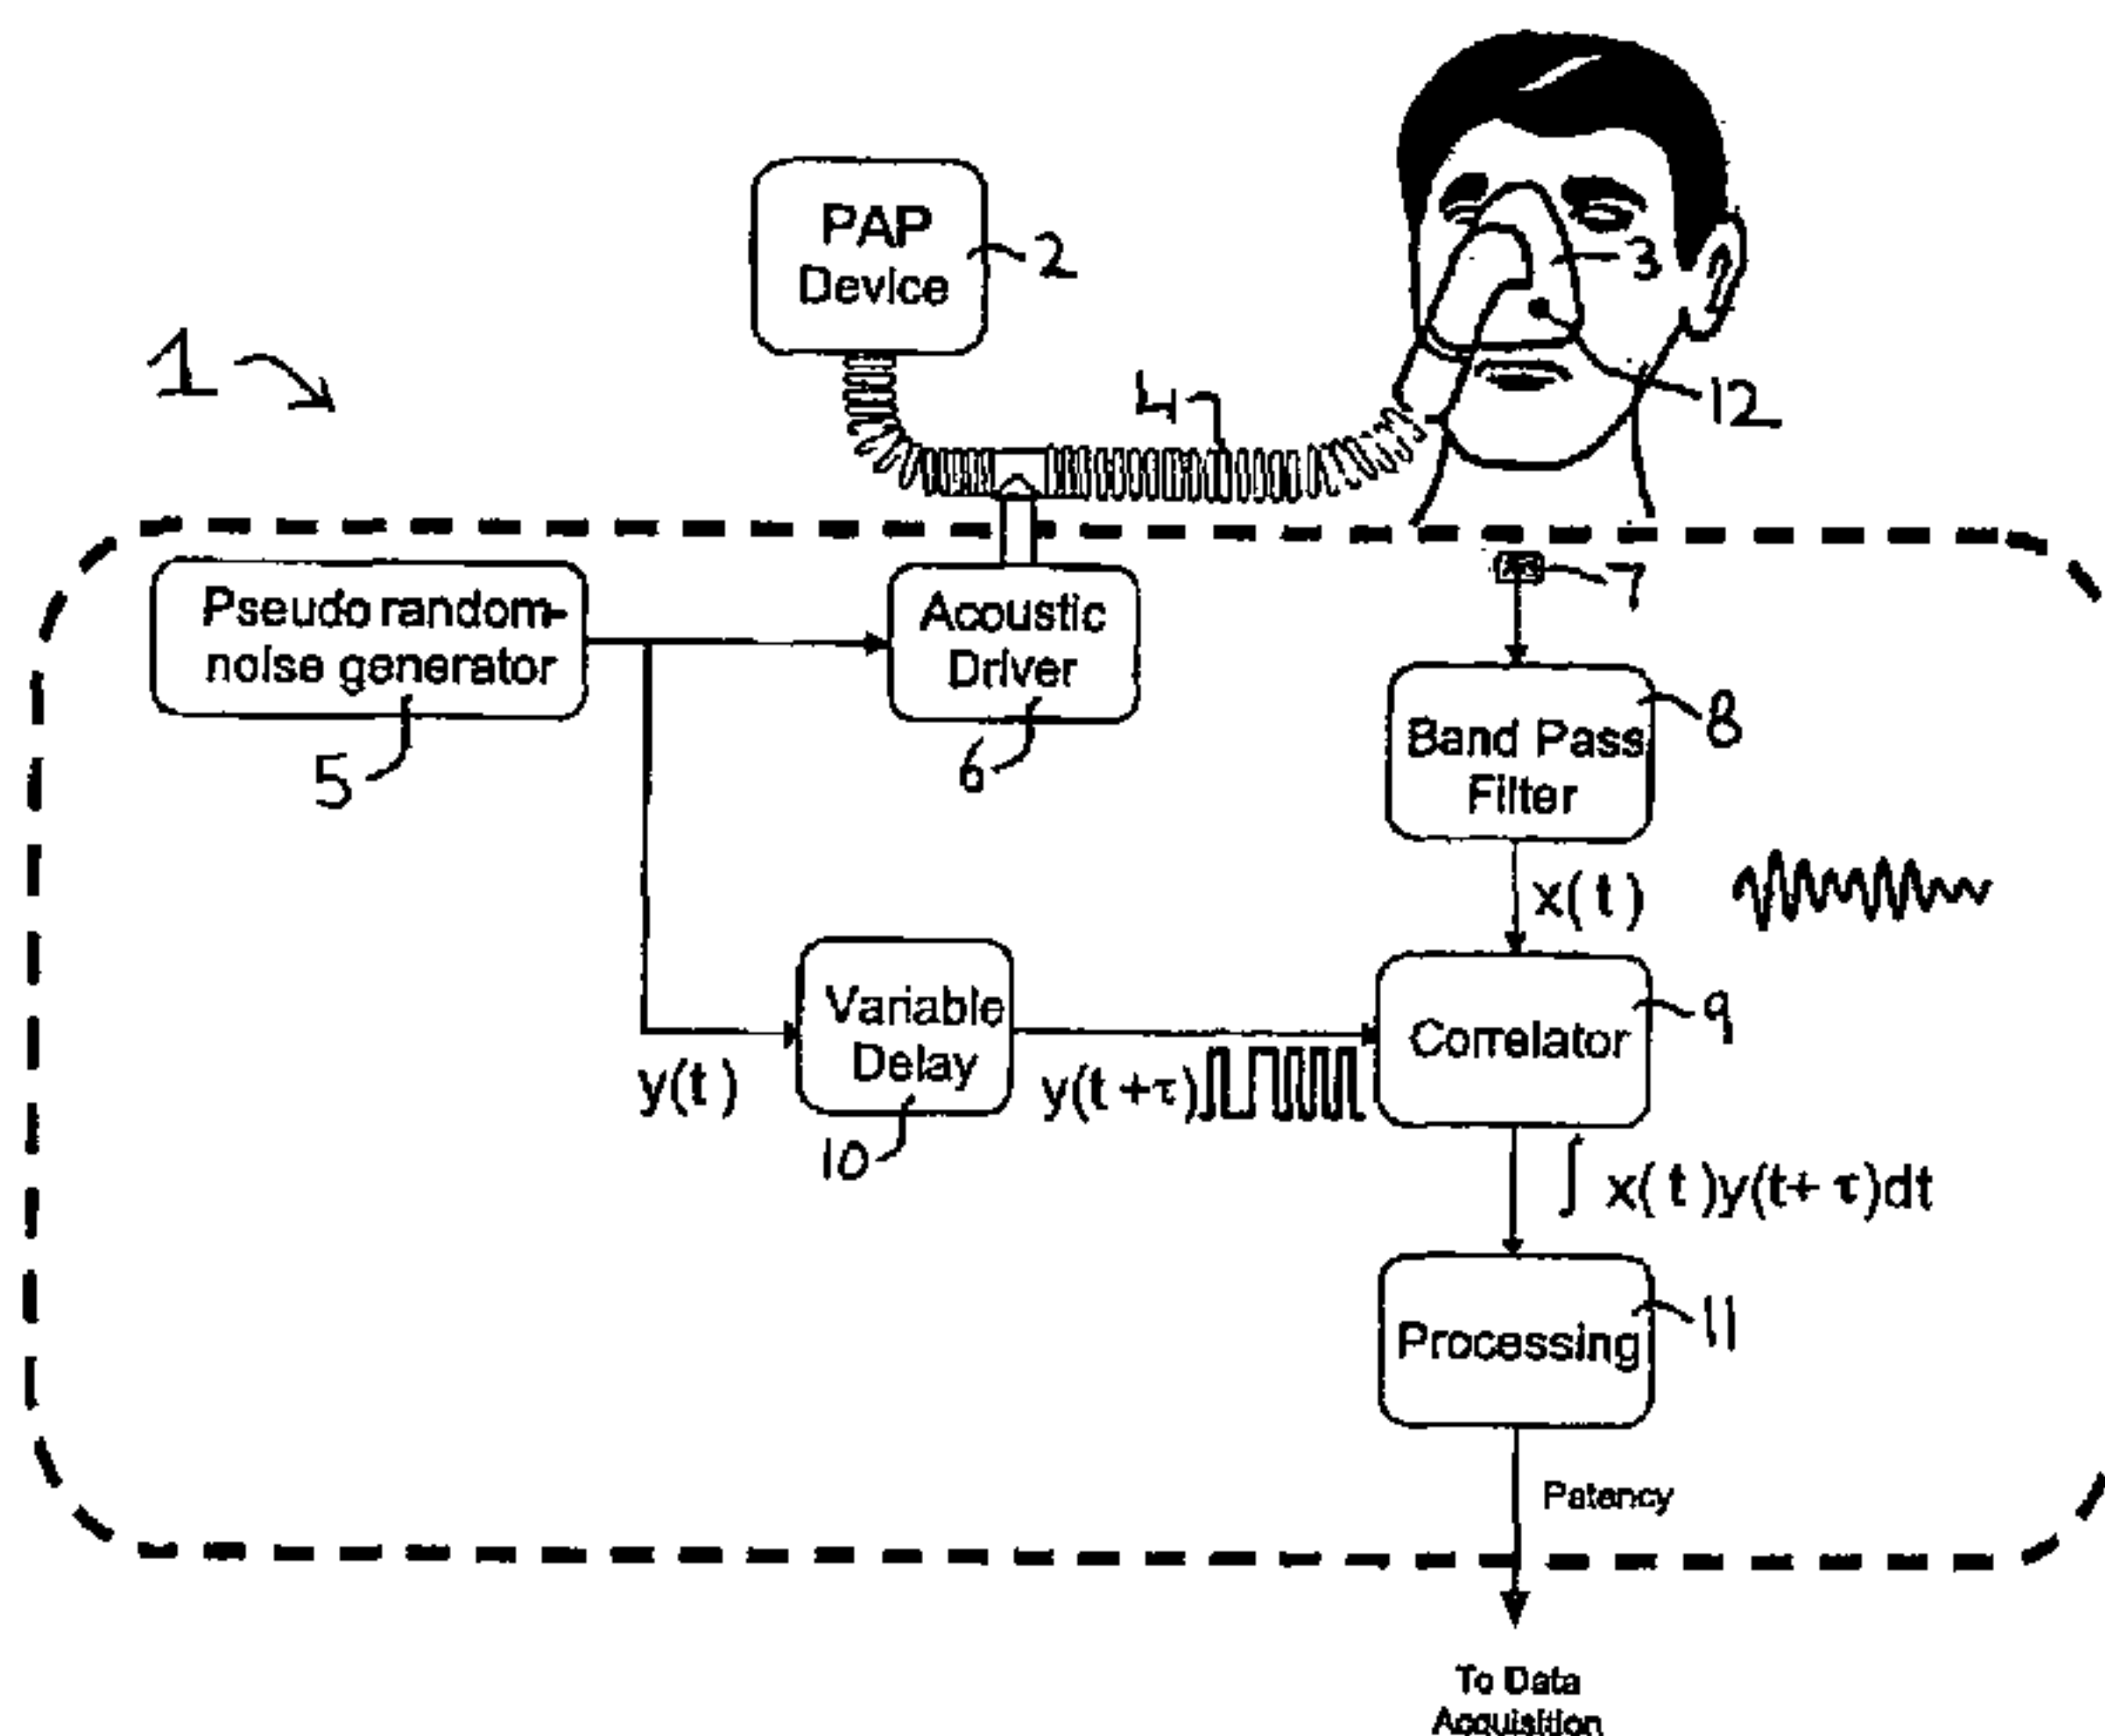 PAP
Device
2
3
1
4
12
Pseudo random-
noise generator
5
Acoustic
Driver
6
7
Band Pass
Filter
8
x(t)
Variable
Delay
10
y(t)
y(t+τ)
Correlator
9
∫ x(t)y(t+τ)dt
Processing
11
Patency
To Data
Acquisition